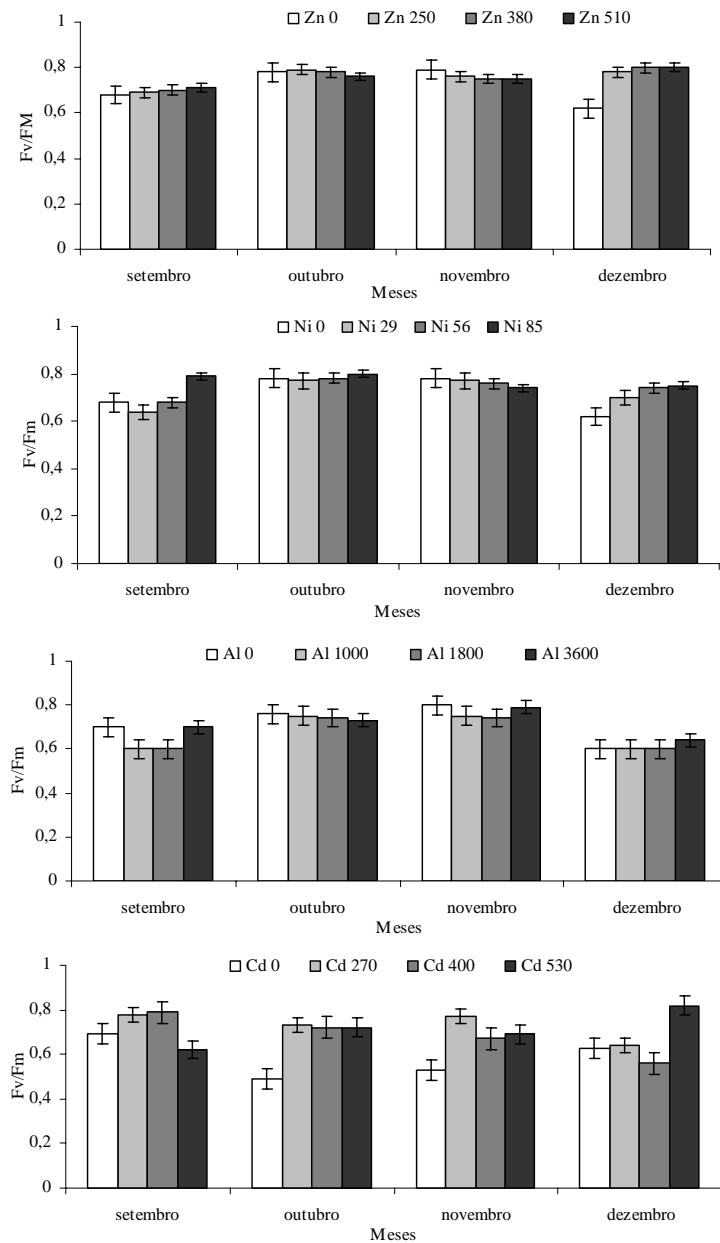 Zn 0 Zn 250 Zn 380 Zn 510
1
0,8
0,6
0,4
0,2
0
Fv/FM
setembro outubro novembro dezembro
Meses
Ni 0 Ni 29 Ni 56 Ni 85
1
0,8
0,6
0,4
0,2
0
Fv/Fm
setembro outubro novembro dezembro
Meses
Al 0 Al 1000 Al 1800 Al 3600
1
0,8
0,6
0,4
0,2
0
Fv/Fm
setembro outubro novembro dezembro
Meses
Cd 0 Cd 270 Cd 400 Cd 530
1
0,8
0,6
0,4
0,2
0
Fv/Fm
setembro outubro novembro dezembro
Meses